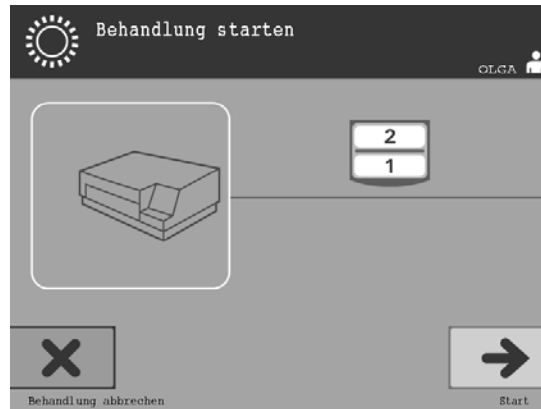 Behandlung starten
OLGA
2
1
Behandlung abbrechen
Start